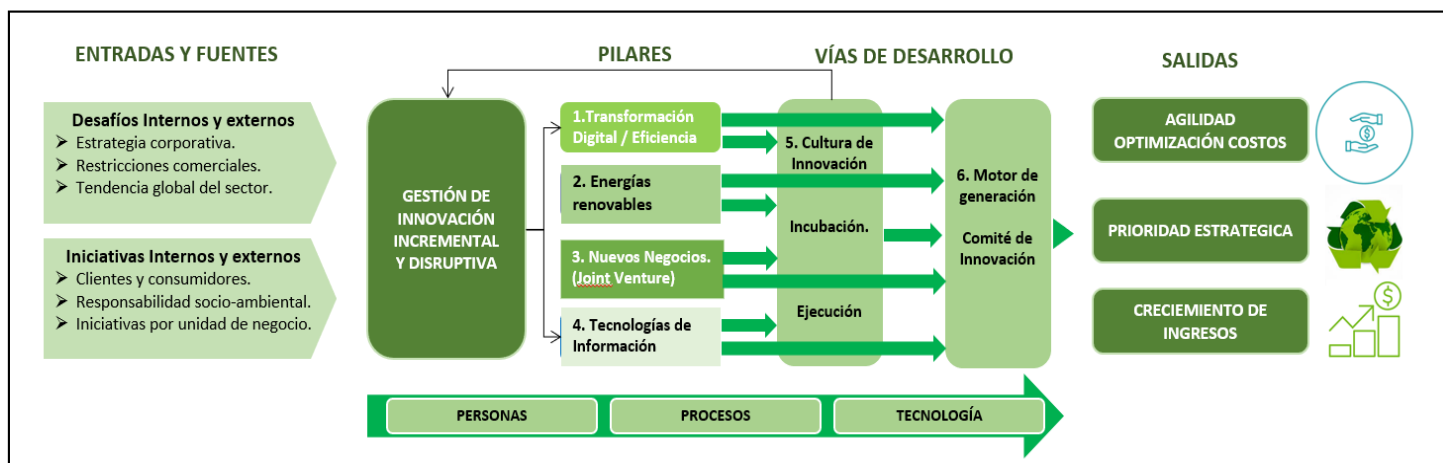 ENTRADAS Y FUENTES
PILARES
VÍAS DE DESARROLLO
SALIDAS
Desafíos Internos y externos
➢ Estrategia corporativa.
➢ Restricciones comerciales.
➢ Tendencia global del sector.
Iniciativas Internos y externos
➢ Clientes y consumidores.
➢ Responsabilidad socio-ambiental.
➢ Iniciativas por unidad de negocio.
GESTIÓN DE
INNOVACIÓN
INCREMENTAL
Y DISRUPTIVA
1.Transformación
Digital / Eficiencia
2. Energías
renovables
3. Nuevos Negocios.
(Joint Venture)
4. Tecnologías de
Información
5. Cultura de
Innovación
Incubación.
Ejecución
6. Motor de
generación
Comité de
Innovación
AGILIDAD
OPTIMIZACIÓN COSTOS
$
PRIORIDAD ESTRATEGICA
CRECIEMIENTO DE
INGRESOS
$
PERSONAS
PROCESOS
TECNOLOGÍA